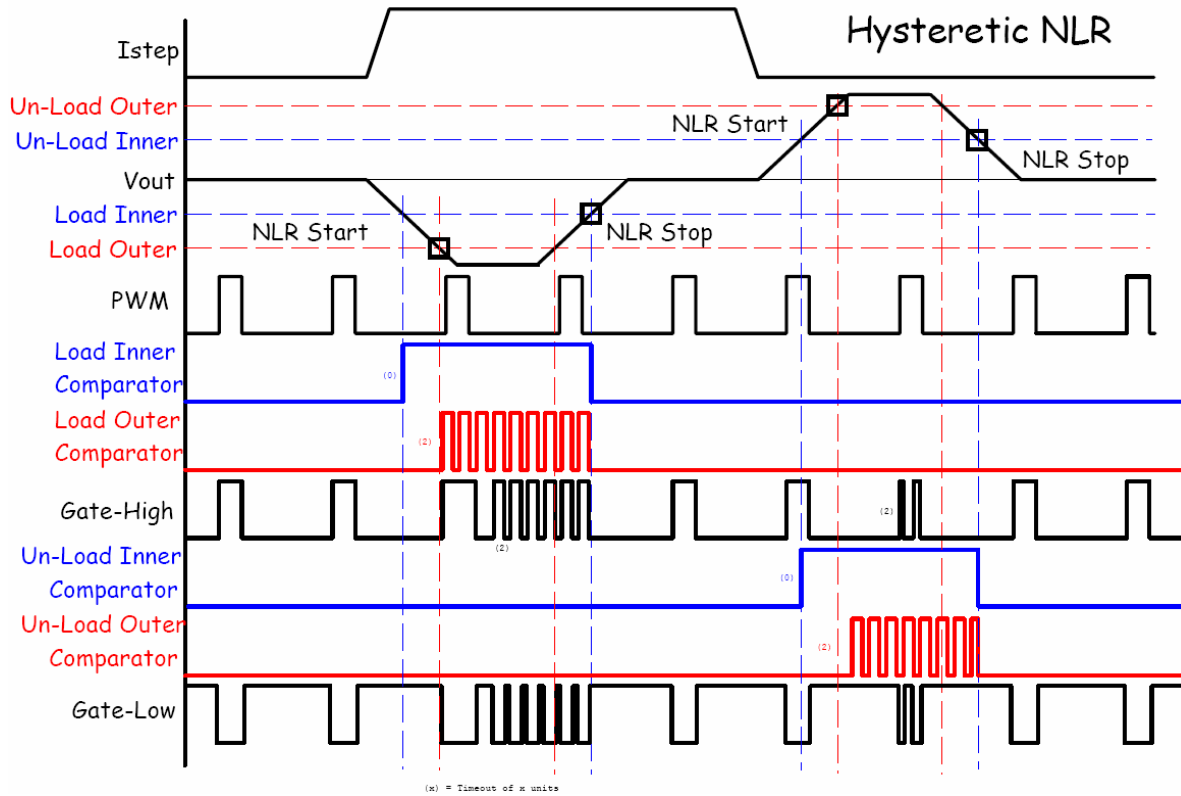 Hysteretic NLR
Istep
Un-Load Outer
NLR Start
Un-Load Inner
NLR Stop
Vout
Load Inner
NLR Start
NLR Stop
Load Outer
PWM
Load Inner
(0)
Comparator
Load Outer
(2)
Comparator
Gate-High
(2)
(2)
Un-Load Inner
(0)
Comparator
Un-Load Outer
(2)
Comparator
Gate-Low
(x) = Timeout of x units